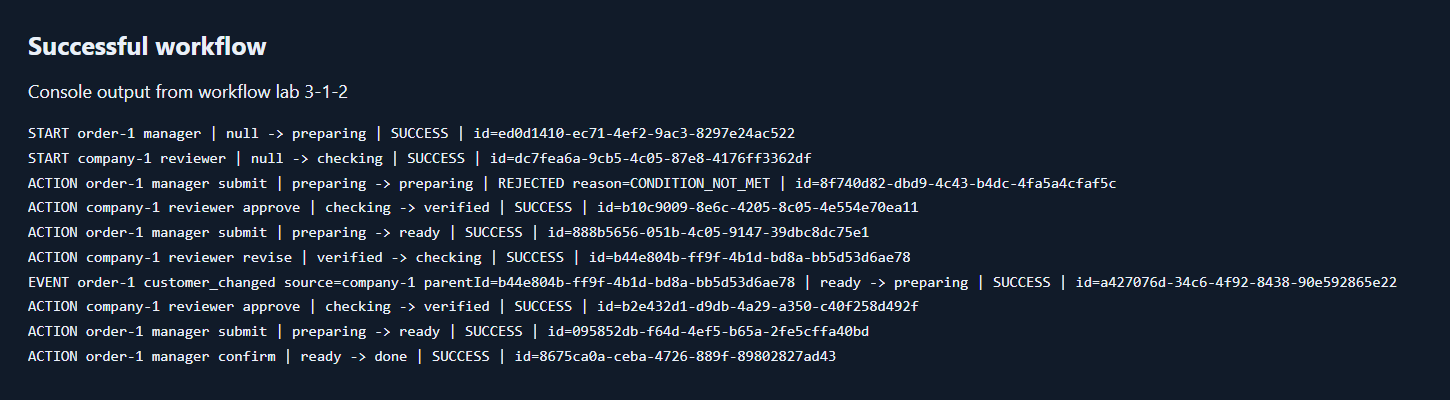 Successful workflow
Console output from workflow lab 3-1-2
START order-1 manager | null -> preparing | SUCCESS | id=ed0d1410-ec71-4ef2-9ac3-8297e24ac522
START company-1 reviewer | null -> checking | SUCCESS | id=dc7fea6a-9cb5-4c05-87e8-4176ff3362df
ACTION order-1 manager submit | preparing -> preparing | REJECTED reason=CONDITION_NOT_MET | id=8f740d82-dbd9-4c43-b4dc-4fa5a4cfaf5c
ACTION company-1 reviewer approve | checking -> verified | SUCCESS | id=b10c9009-8e6c-4205-8c05-4e554e70ea11
ACTION order-1 manager submit | preparing -> ready | SUCCESS | id=888b5656-051b-4c05-9147-39dbc8dc75e1
ACTION company-1 reviewer revise | verified -> checking | SUCCESS | id=b44e804b-ff9f-4b1d-bd8a-bb5d53d6ae78
EVENT order-1 customer_changed source=company-1 parentId=b44e804b-ff9f-4b1d-bd8a-bb5d53d6ae78 | ready -> preparing | SUCCESS | id=a427076d-34c6-4f92-8438-90e592865e22
ACTION company-1 reviewer approve | checking -> verified | SUCCESS | id=b2e432d1-d9db-4a29-a350-c40f258d492f
ACTION order-1 manager submit | preparing -> ready | SUCCESS | id=095852db-f64d-4ef5-b65a-2fe5cffa40bd
ACTION order-1 manager confirm | ready -> done | SUCCESS | id=8675ca0a-ceba-4726-889f-89802827ad43